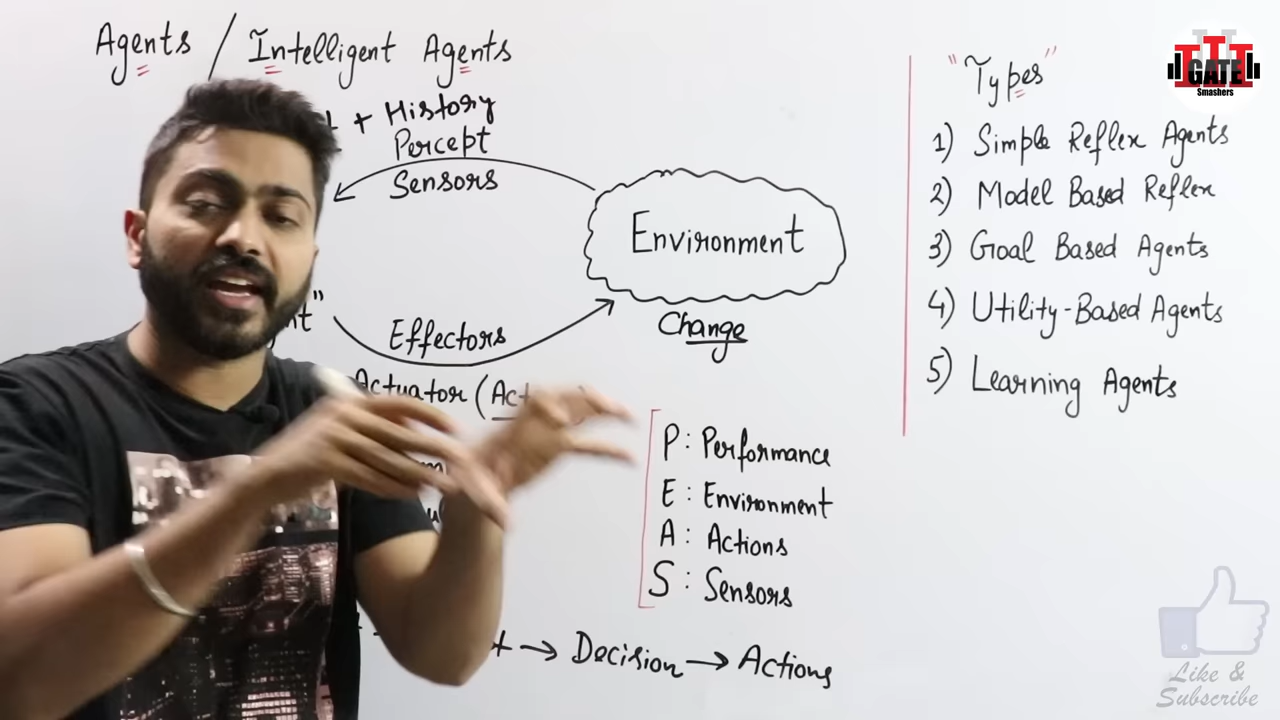 Agents / Intelligent Agents
+ History
Percept
Sensors
Environment
Effectors
Change
Actuator (
P : Performance
E : Environment
A : Actions
S : Sensors
→ Decision → Actions
"Types"
1) Simple Reflex Agents
2) Model Based Reflex
3) Goal Based Agents
4) Utility-Based Agents
5) Learning Agents
GATE
Smashers
Like &
Subscribe